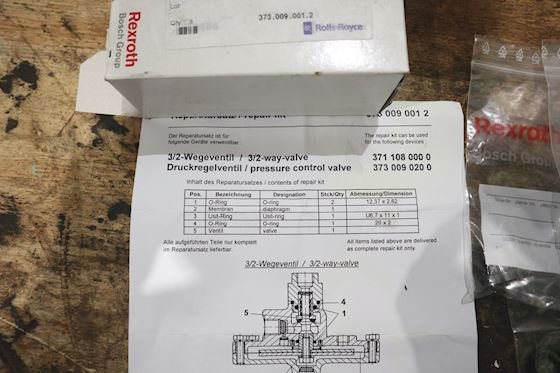 Lot
Qty 3
373.009.001.2
Rolls-Royce
Rexroth
Bosch Group
Reparatursatz / repair kit 373 009 001 2
Der Reparatursatz ist für
folgende Geräte verwendbar:
The repair kit can be used
for the following devices:
3/2-Wegeventil / 3/2-way-valve 371 108 000 0
Druckregelventil / pressure control valve 373 009 020 0
Inhalt des Reparatursatzes / contents of repair kit
Pos. Bezeichnung Designation Stck/Qty Abmessung/Dimension
1 O-Ring O-ring 2 12,37 x 2,62
2 Membran diaphragm 1
3 Usit-Ring Usit-ring 1 U6,7 x 11 x 1
4 O-Ring O-ring 1 20 x 2
5 Ventil valve 1
Alle aufgeführten Teile nur komplett
im Reparatursatz lieferbar.
All items listed above are delivered
as complete repair kit only.
3/2-Wegeventil / 3/2-way-valve
4
5 1
Rexroth
Bosch Group